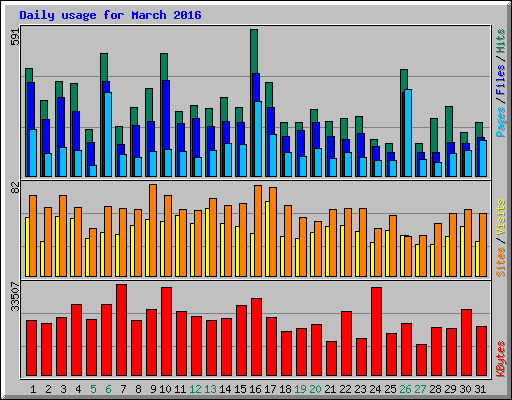 Daily usage for March 2016
591
Pages / Files / Hits
82
Sites / Visits
33507
KBytes
1 2 3 4 5 6 7 8 9 10 11 12 13 14 15 16 17 18 19 20 21 22 23 24 25 26 27 28 29 30 31